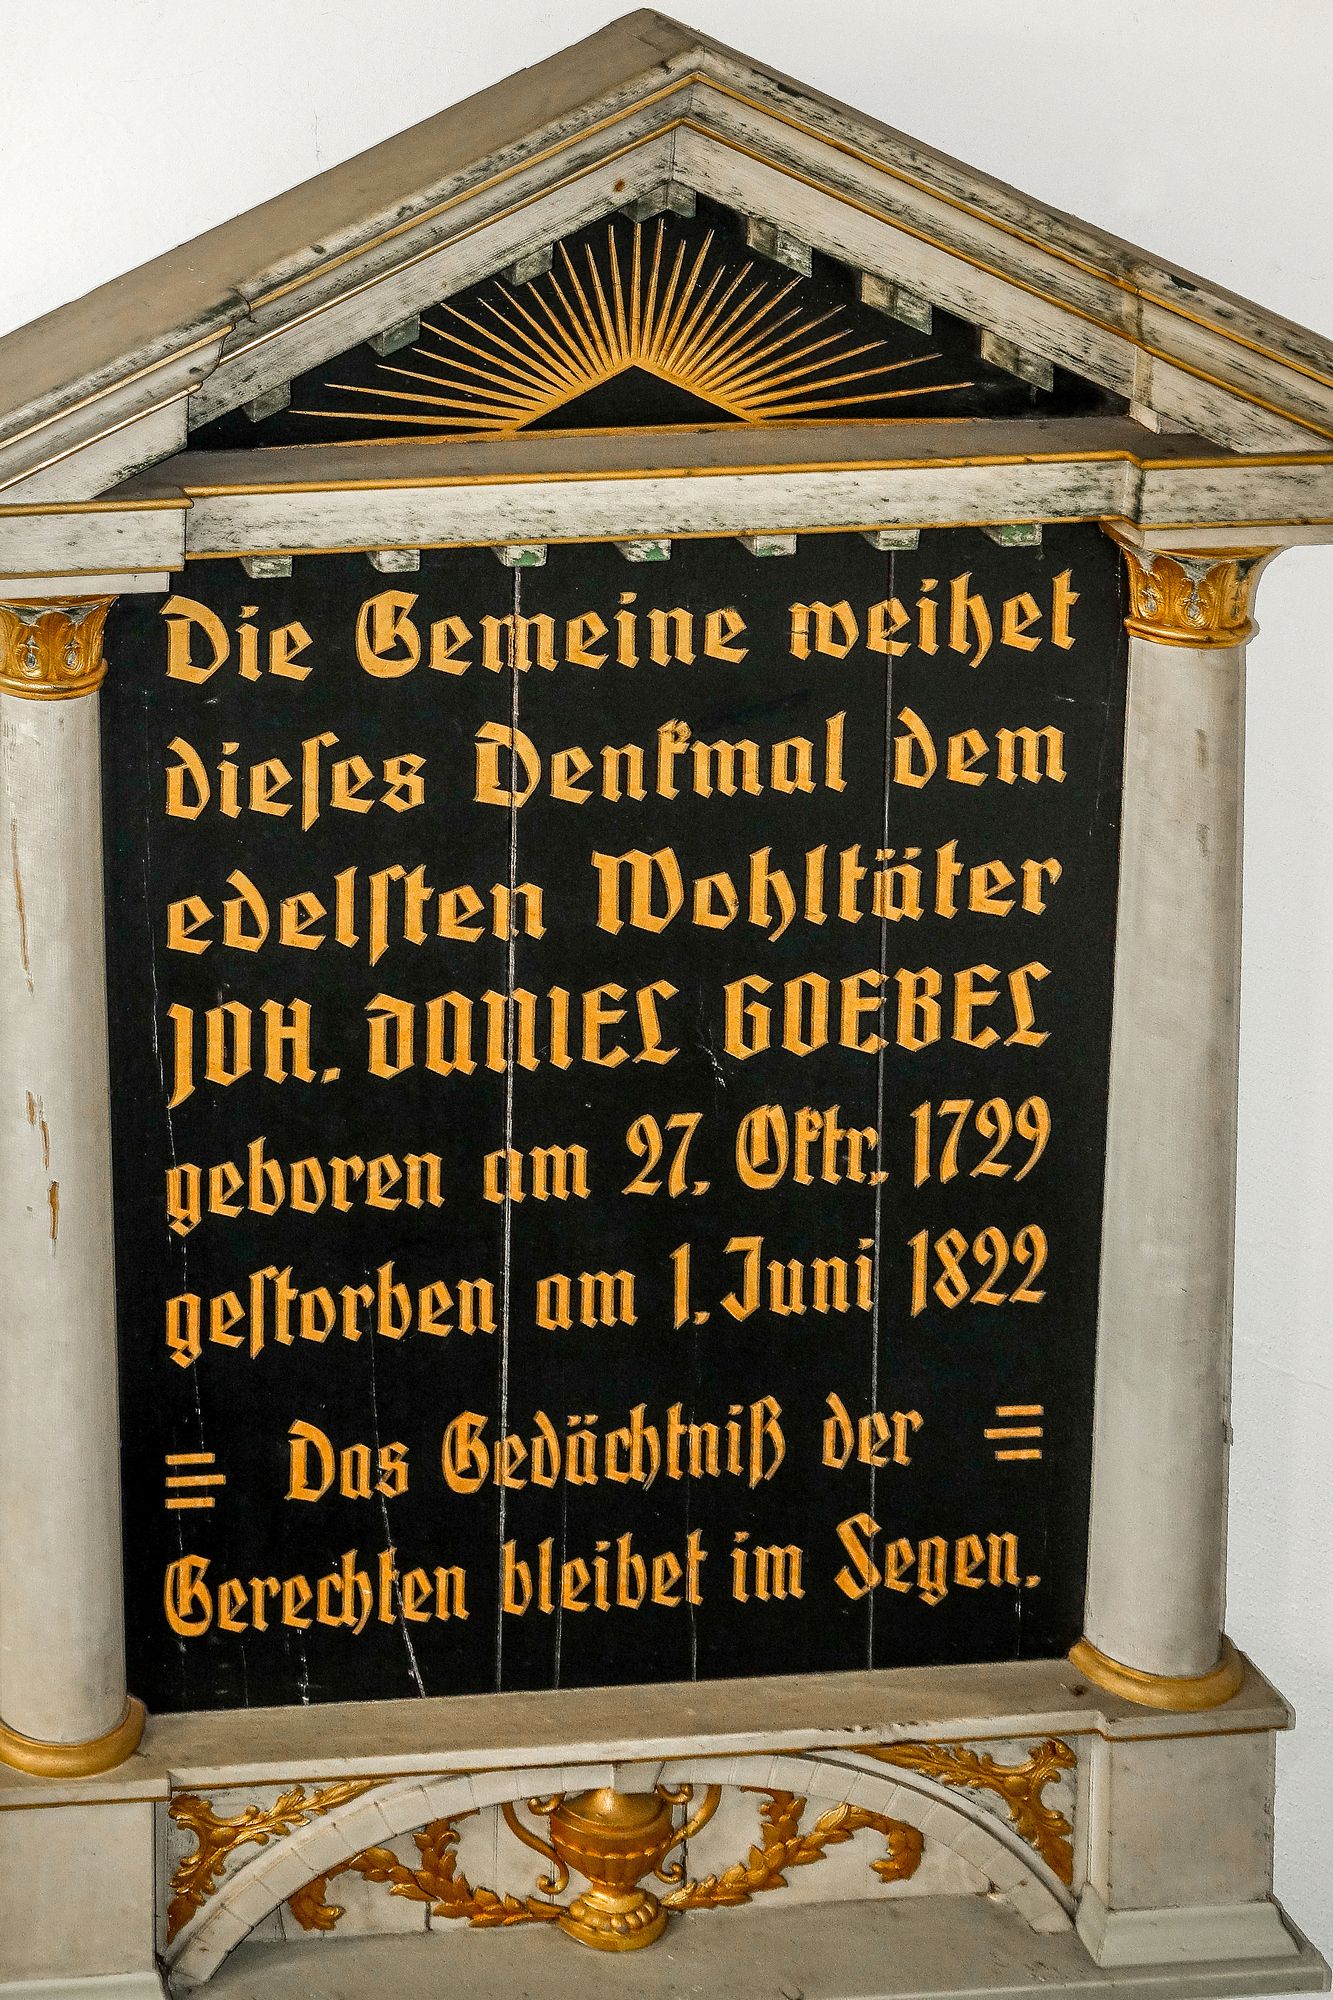 Die Gemeine weihet
dieses Denkmal dem
edelsten Wohltäter
JOH. DANIEL GOEBEL
geboren am 27. Oktr. 1729
gestorben am 1. Juni 1822
= Das Gedächtniß der =
Gerechten bleibet im Segen.